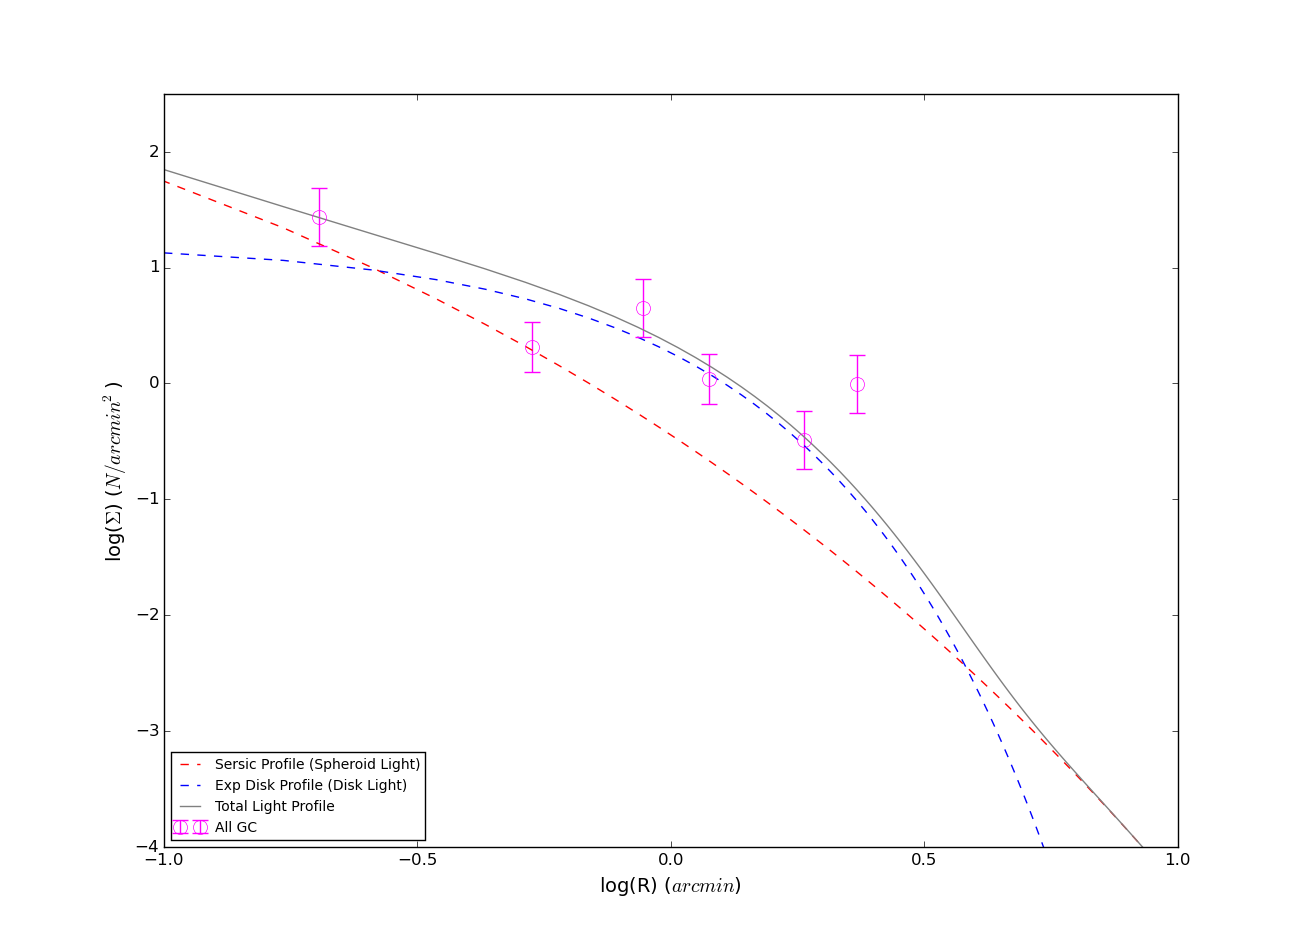 2
1
0
−1
−2
−3
−4
log(Σ) (N/arcmin²)
Sersic Profile (Spheroid Light)
Exp Disk Profile (Disk Light)
Total Light Profile
All GC
−1.0 −0.5 0.0 0.5 1.0
log(R) (arcmin)